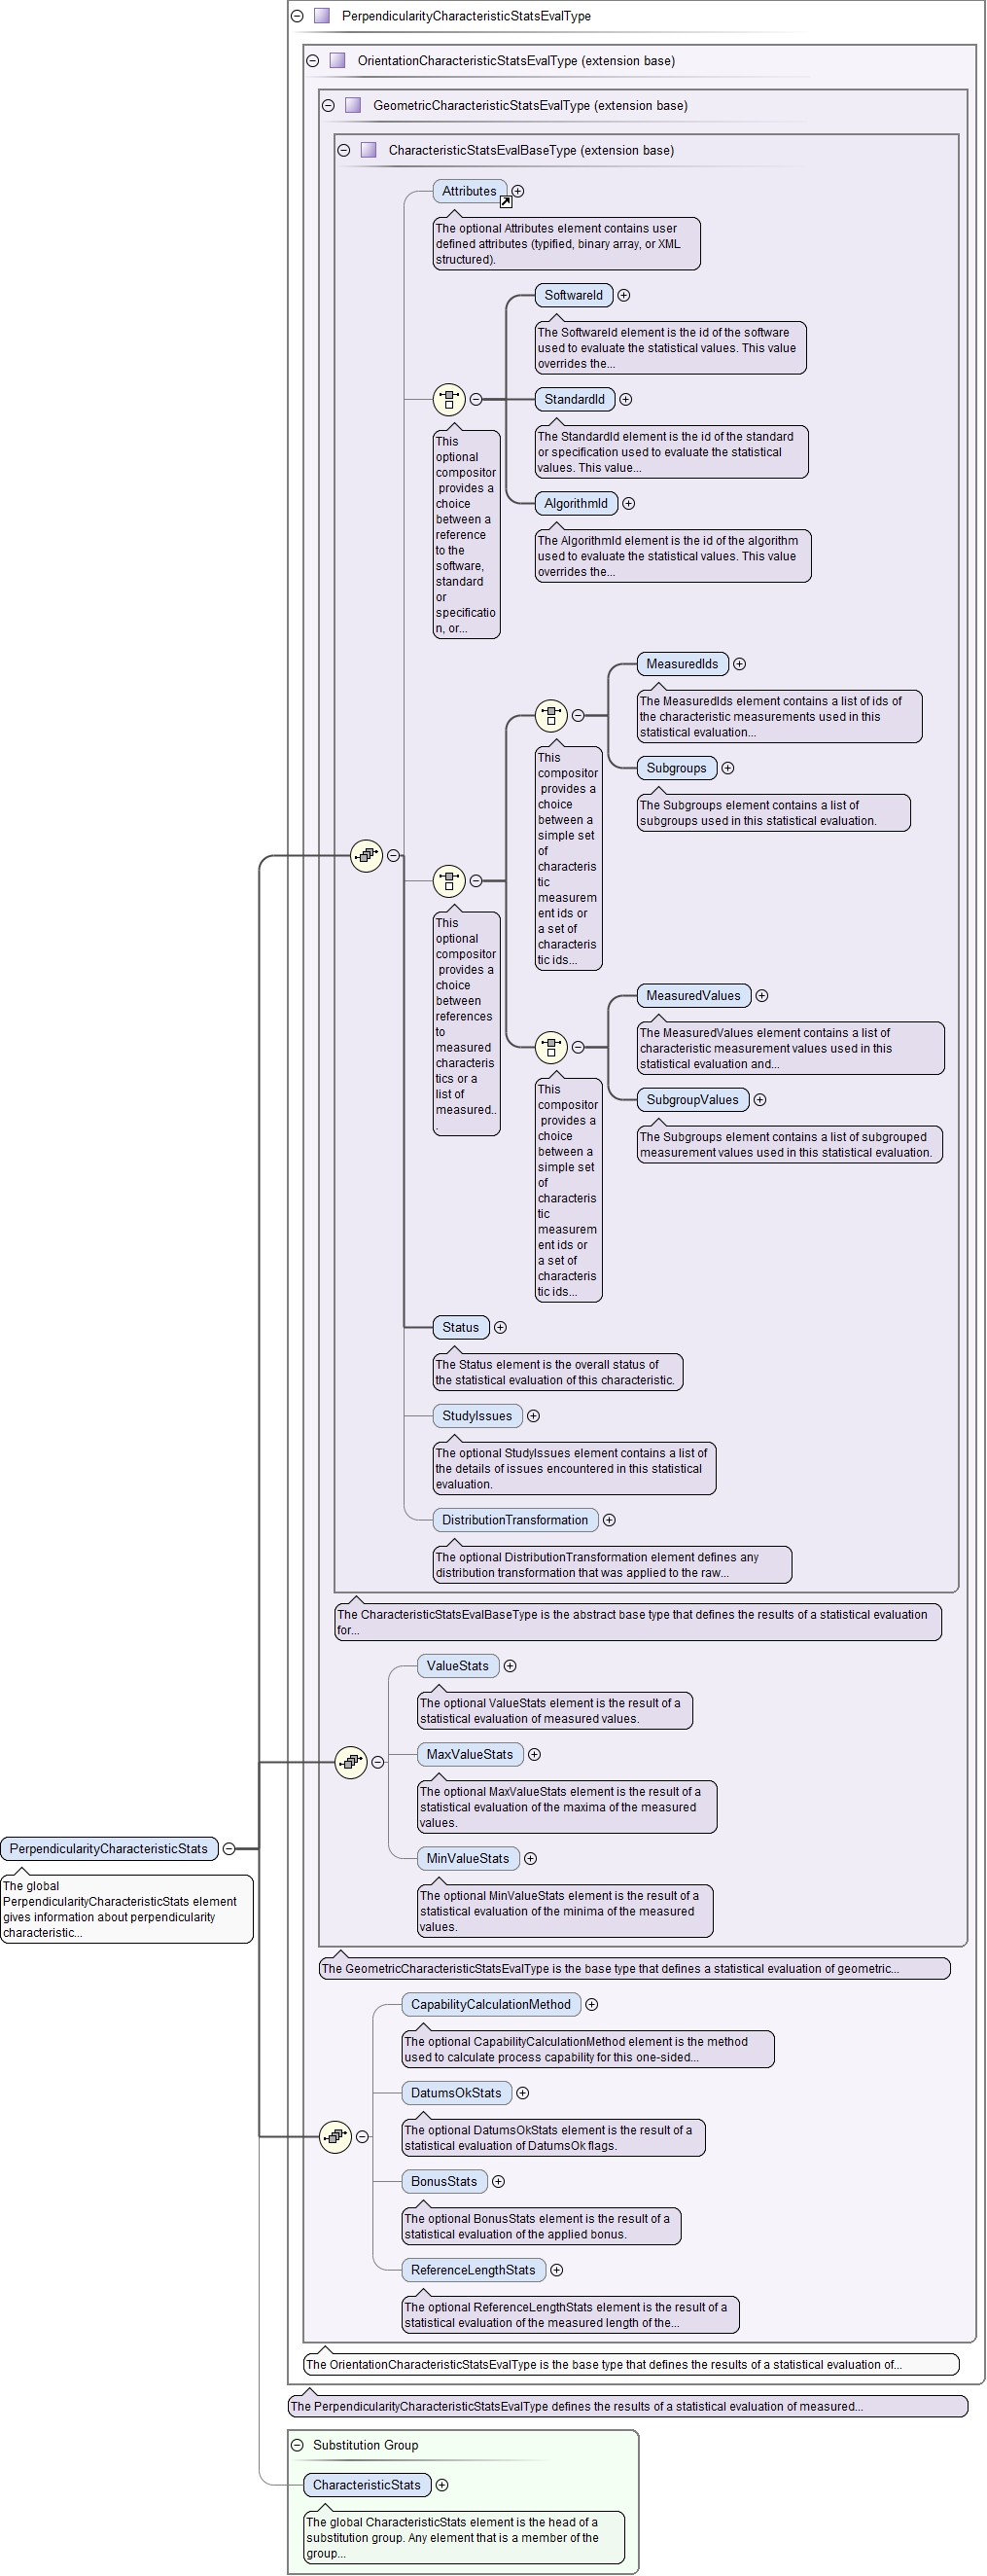 PerpendicularityCharacteristicStatsEvalType
OrientationCharacteristicStatsEvalType (extension base)
GeometricCharacteristicStatsEvalType (extension base)
CharacteristicStatsEvalBaseType (extension base)
Attributes
The optional Attributes element contains user
defined attributes (typified, binary array, or XML
structured).
SoftwareId
The SoftwareId element is the id of the software
used to evaluate the statistical values. This value
overrides the...
StandardId
The StandardId element is the id of the standard
or specification used to evaluate the statistical
values. This value...
AlgorithmId
The AlgorithmId element is the id of the algorithm
used to evaluate the statistical values. This value
overrides the...
This
optional
compositor
provides a
choice
between a
reference
to the
software,
standard
or
specificatio
n, or...
MeasuredIds
The MeasuredIds element contains a list of ids of
the characteristic measurements used in this
statistical evaluation...
Subgroups
The Subgroups element contains a list of
subgroups used in this statistical evaluation.
This
compositor
provides a
choice
between a
simple set
of
characteris
tic
measurem
ent ids or
a set of
characteris
tic ids...
This
optional
compositor
provides a
choice
between
references
to
measured
characteris
tics or a
list of
measured..
.
MeasuredValues
The MeasuredValues element contains a list of
characteristic measurement values used in this
statistical evaluation and...
SubgroupValues
The Subgroups element contains a list of subgrouped
measurement values used in this statistical evaluation.
This
compositor
provides a
choice
between a
simple set
of
characteris
tic
measurem
ent ids or
a set of
characteris
tic ids...
Status
The Status element is the overall status of
the statistical evaluation of this characteristic.
StudyIssues
The optional StudyIssues element contains a list of
the details of issues encountered in this statistical
evaluation.
DistributionTransformation
The optional DistributionTransformation element defines any
distribution transformation that was applied to the raw...
The CharacteristicStatsEvalBaseType is the abstract base type that defines the results of a statistical evaluation
for...
ValueStats
The optional ValueStats element is the result of a
statistical evaluation of measured values.
MaxValueStats
The optional MaxValueStats element is the result of a
statistical evaluation of the maxima of the measured
values.
MinValueStats
The optional MinValueStats element is the result of a
statistical evaluation of the minima of the measured
values.
PerpendicularityCharacteristicStats
The global
PerpendicularityCharacteristicStats element
gives information about perpendicularity
characteristic...
The GeometricCharacteristicStatsEvalType is the base type that defines a statistical evaluation of geometric...
CapabilityCalculationMethod
The optional CapabilityCalculationMethod element is the method
used to calculate process capability for this one-sided...
DatumsOkStats
The optional DatumsOkStats element is the result of a
statistical evaluation of DatumsOk flags.
BonusStats
The optional BonusStats element is the result of a
statistical evaluation of the applied bonus.
ReferenceLengthStats
The optional ReferenceLengthStats element is the result of a
statistical evaluation of the measured length of the...
The OrientationCharacteristicStatsEvalType is the base type that defines the results of a statistical evaluation of...
The PerpendicularityCharacteristicStatsEvalType defines the results of a statistical evaluation of measured...
Substitution Group
CharacteristicStats
The global CharacteristicStats element is the head of a
substitution group. Any element that is a member of the
group...